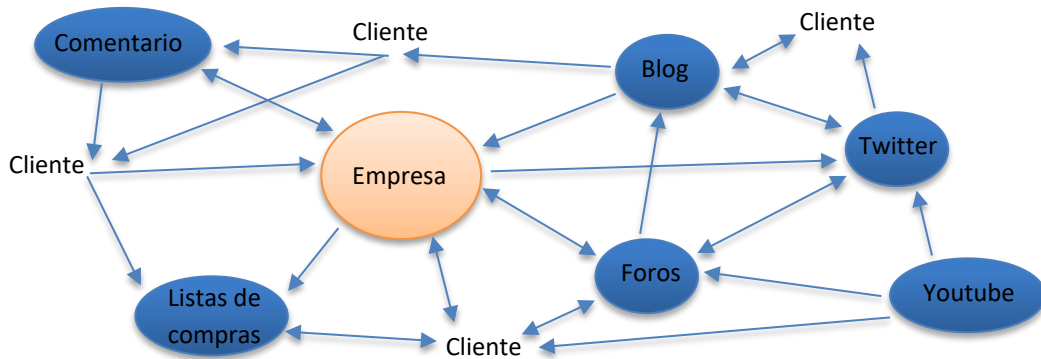 Cliente
Comentario
Cliente
Blog
Twitter
Cliente
Empresa
Foros
Youtube
Listas de
compras
Cliente